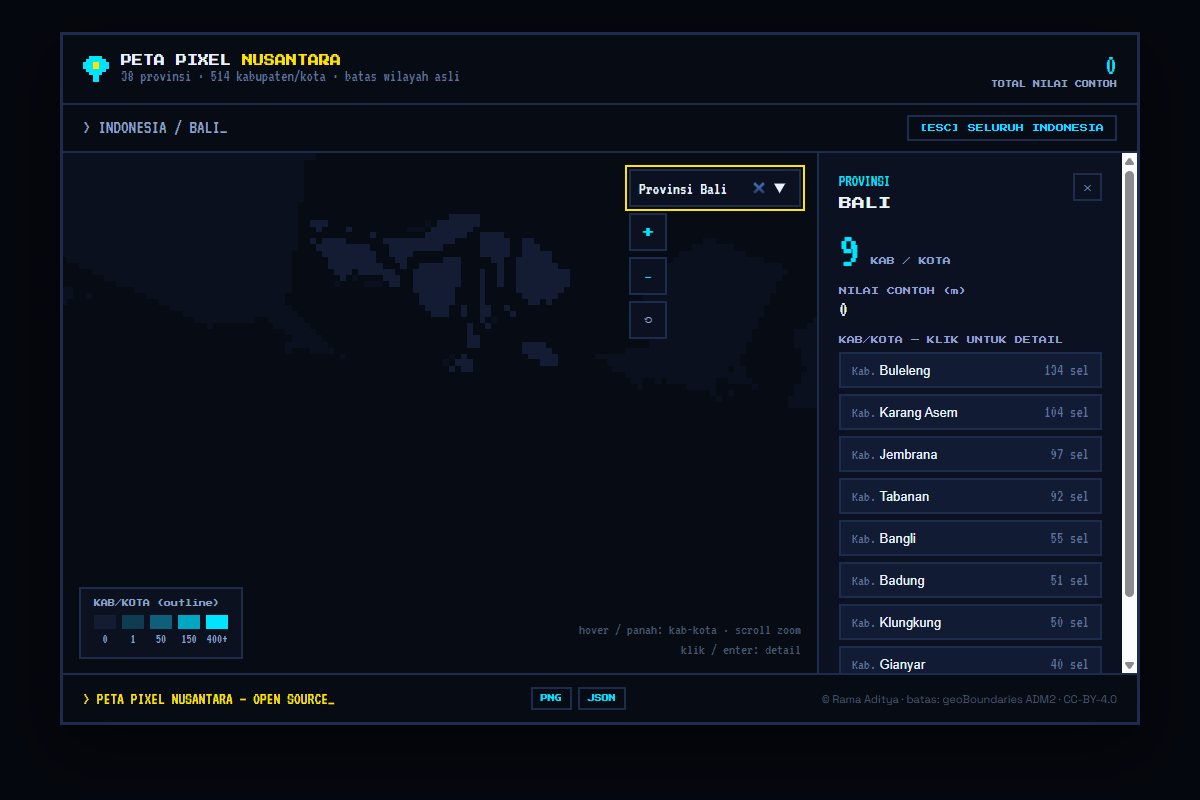 PETA PIXEL NUSANTARA
38 provinsi · 514 kabupaten/kota · batas wilayah asli
0
TOTAL NILAI CONTOH
> INDONESIA / BALI_
[ESC] SELURUH INDONESIA
Provinsi Bali
+
−
PROVINSI
BALI
×
9 KAB / KOTA
NILAI CONTOH (m)
0
KAB/KOTA — KLIK UNTUK DETAIL
Kab. Buleleng 134 sel
Kab. Karang Asem 104 sel
Kab. Jembrana 97 sel
Kab. Tabanan 92 sel
Kab. Bangli 55 sel
Kab. Badung 51 sel
Kab. Klungkung 50 sel
Kab. Gianyar 40 sel
KAB/KOTA (outline)
0 1 50 150 400+
hover / panah: kab-kota · scroll zoom
klik / enter: detail
> PETA PIXEL NUSANTARA — OPEN SOURCE_
PNG
JSON
© Rama Aditya · batas: geoBoundaries ADM2 · CC-BY-4.0